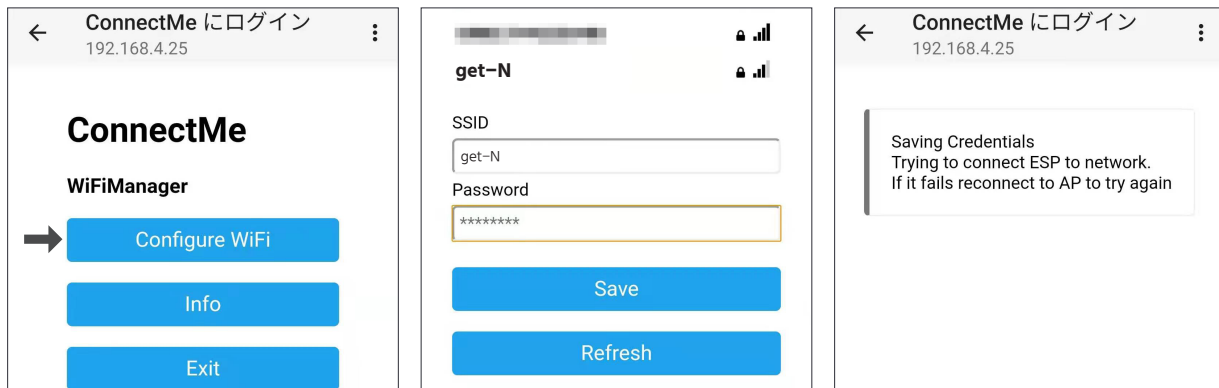 ConnectMe にログイン
192.168.4.25
ConnectMe
WiFiManager
Configure WiFi
Info
Exit
get-N
SSID
get-N
Password
********
Save
Refresh
ConnectMe にログイン
192.168.4.25
Saving Credentials
Trying to connect ESP to network.
If it fails reconnect to AP to try again